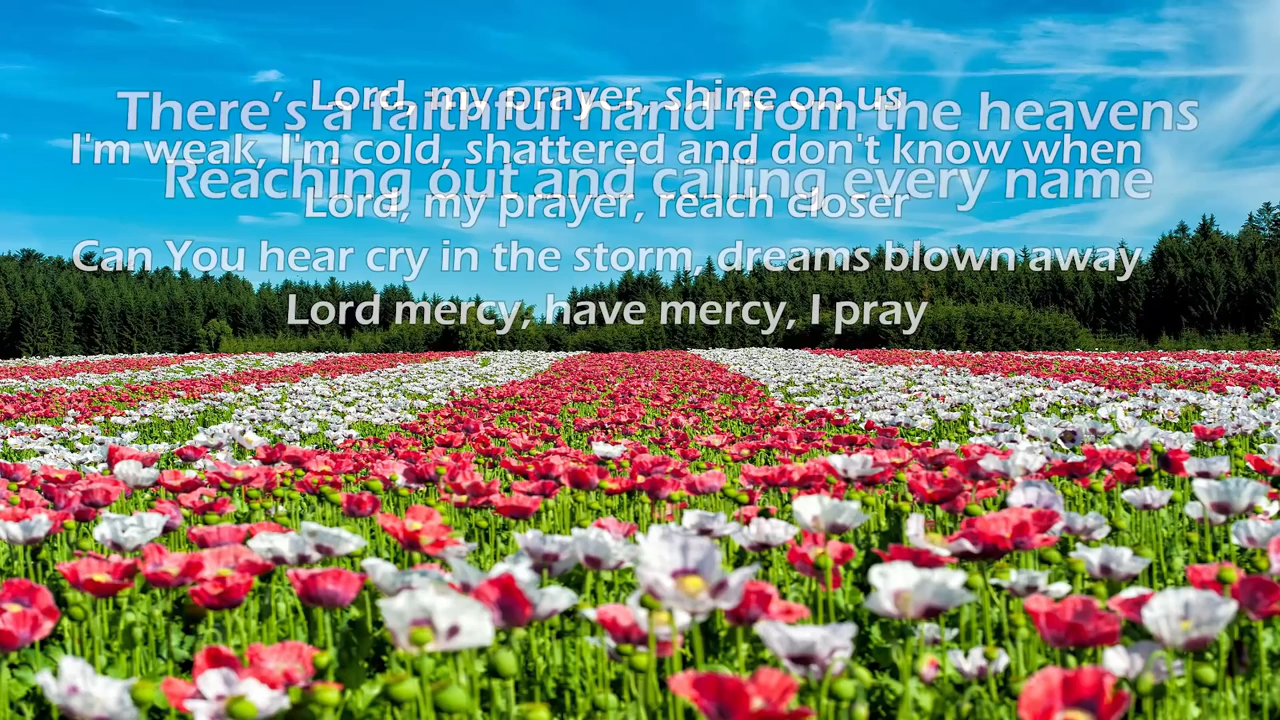 Lord, my prayer, shine on us
There's a faithful hand from the heavens
I'm weak, I'm cold, shattered and don't know when
Reaching out and calling every name
Lord, my prayer, reach closer
Can You hear cry in the storm, dreams blown away
Lord mercy, have mercy, I pray